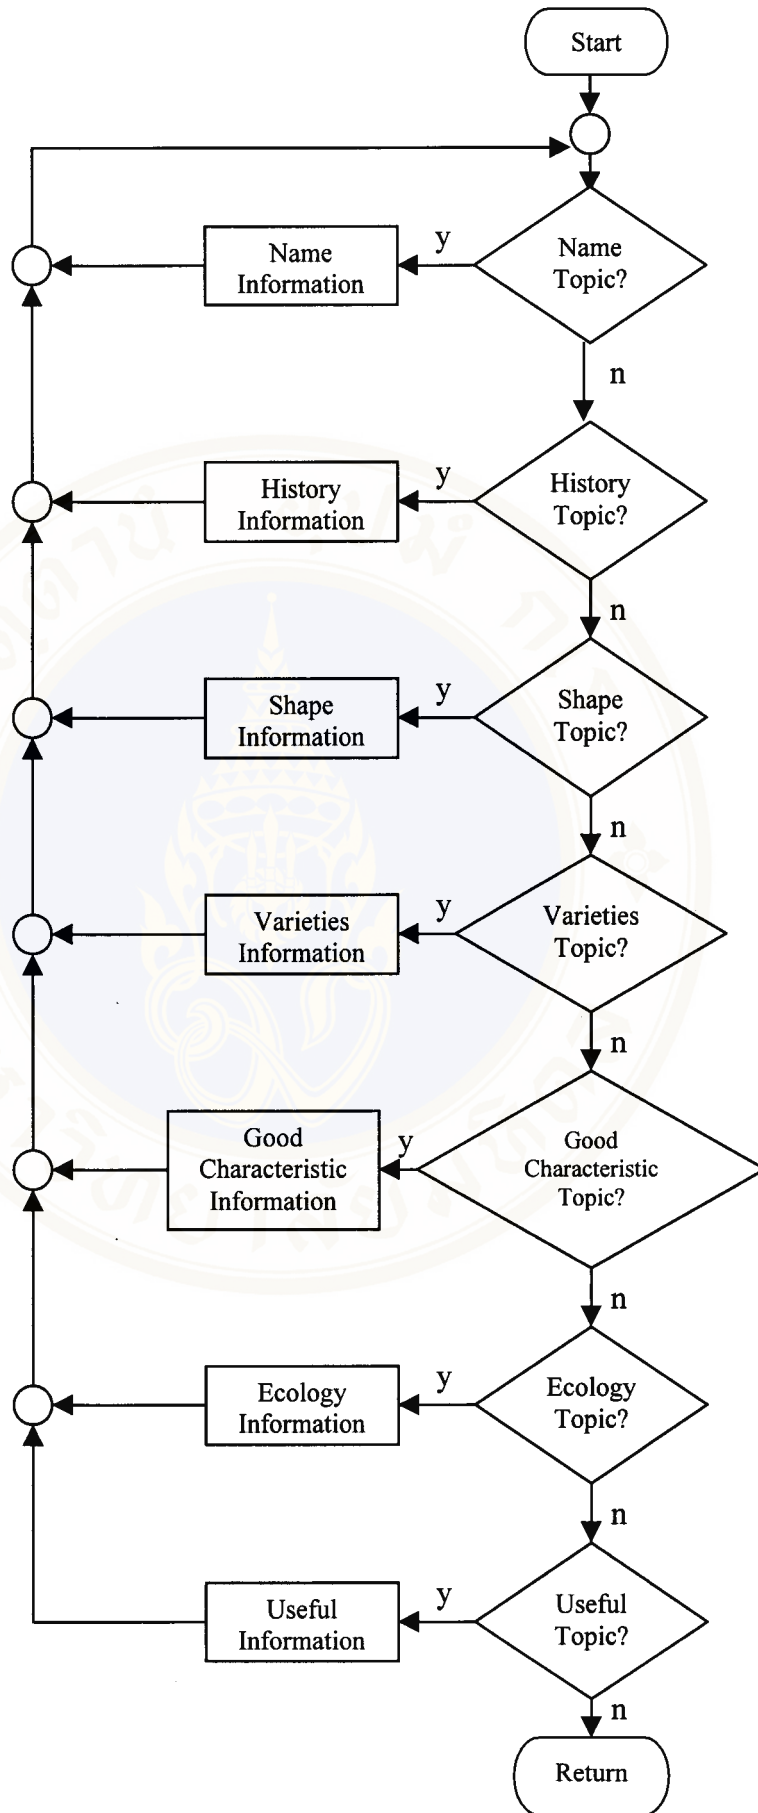 Start
Name
Topic?
y
Name
Information
n
History
Topic?
y
History
Information
n
Shape
Topic?
y
Shape
Information
n
Varieties
Topic?
y
Varieties
Information
n
Good
Characteristic
Topic?
y
Good
Characteristic
Information
n
Ecology
Topic?
y
Ecology
Information
n
Useful
Topic?
y
Useful
Information
n
Return